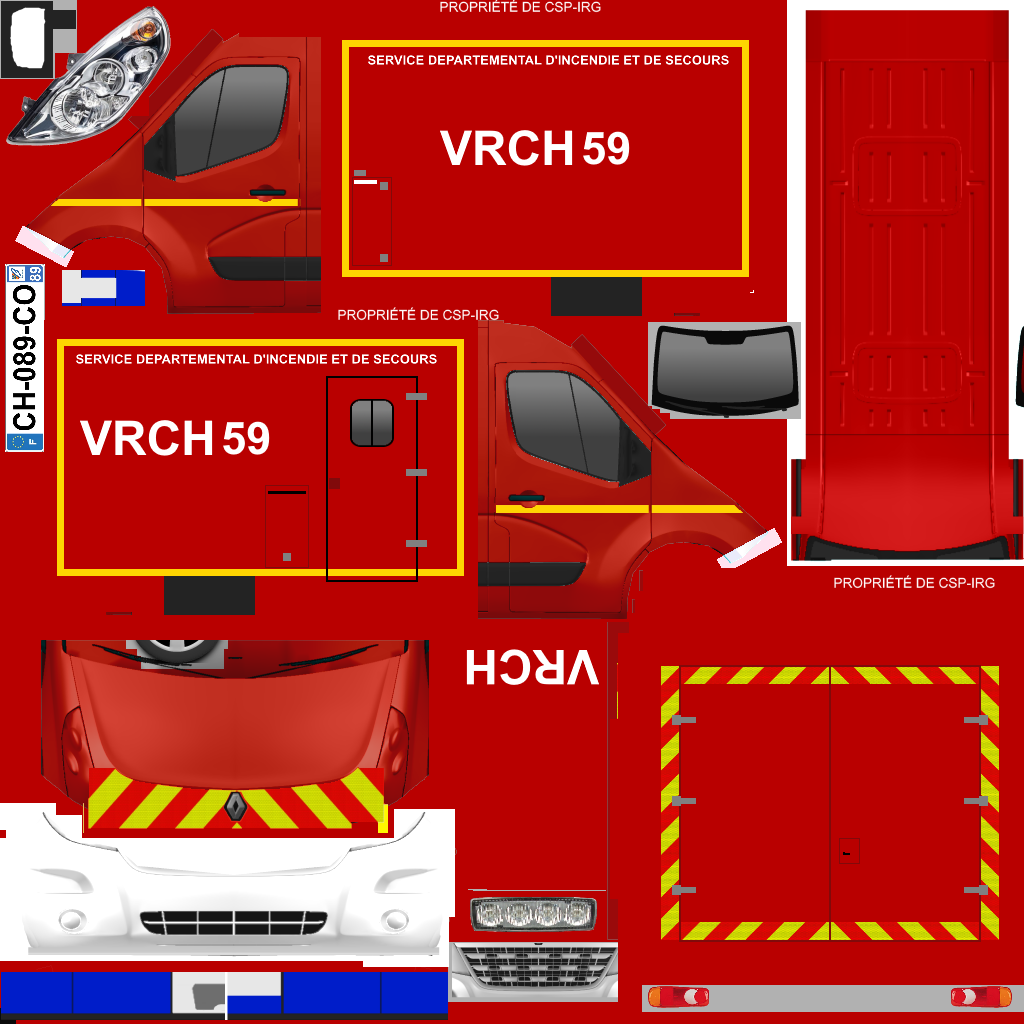 PROPRIÉTÉ DE CSP-IRG
SERVICE DEPARTEMENTAL D'INCENDIE ET DE SECOURS
VRCH 59
CH-089-CO
89
F
PROPRIÉTÉ DE CSP-IRG
SERVICE DEPARTEMENTAL D'INCENDIE ET DE SECOURS
VRCH 59
PROPRIÉTÉ DE CSP-IRG
VRCH